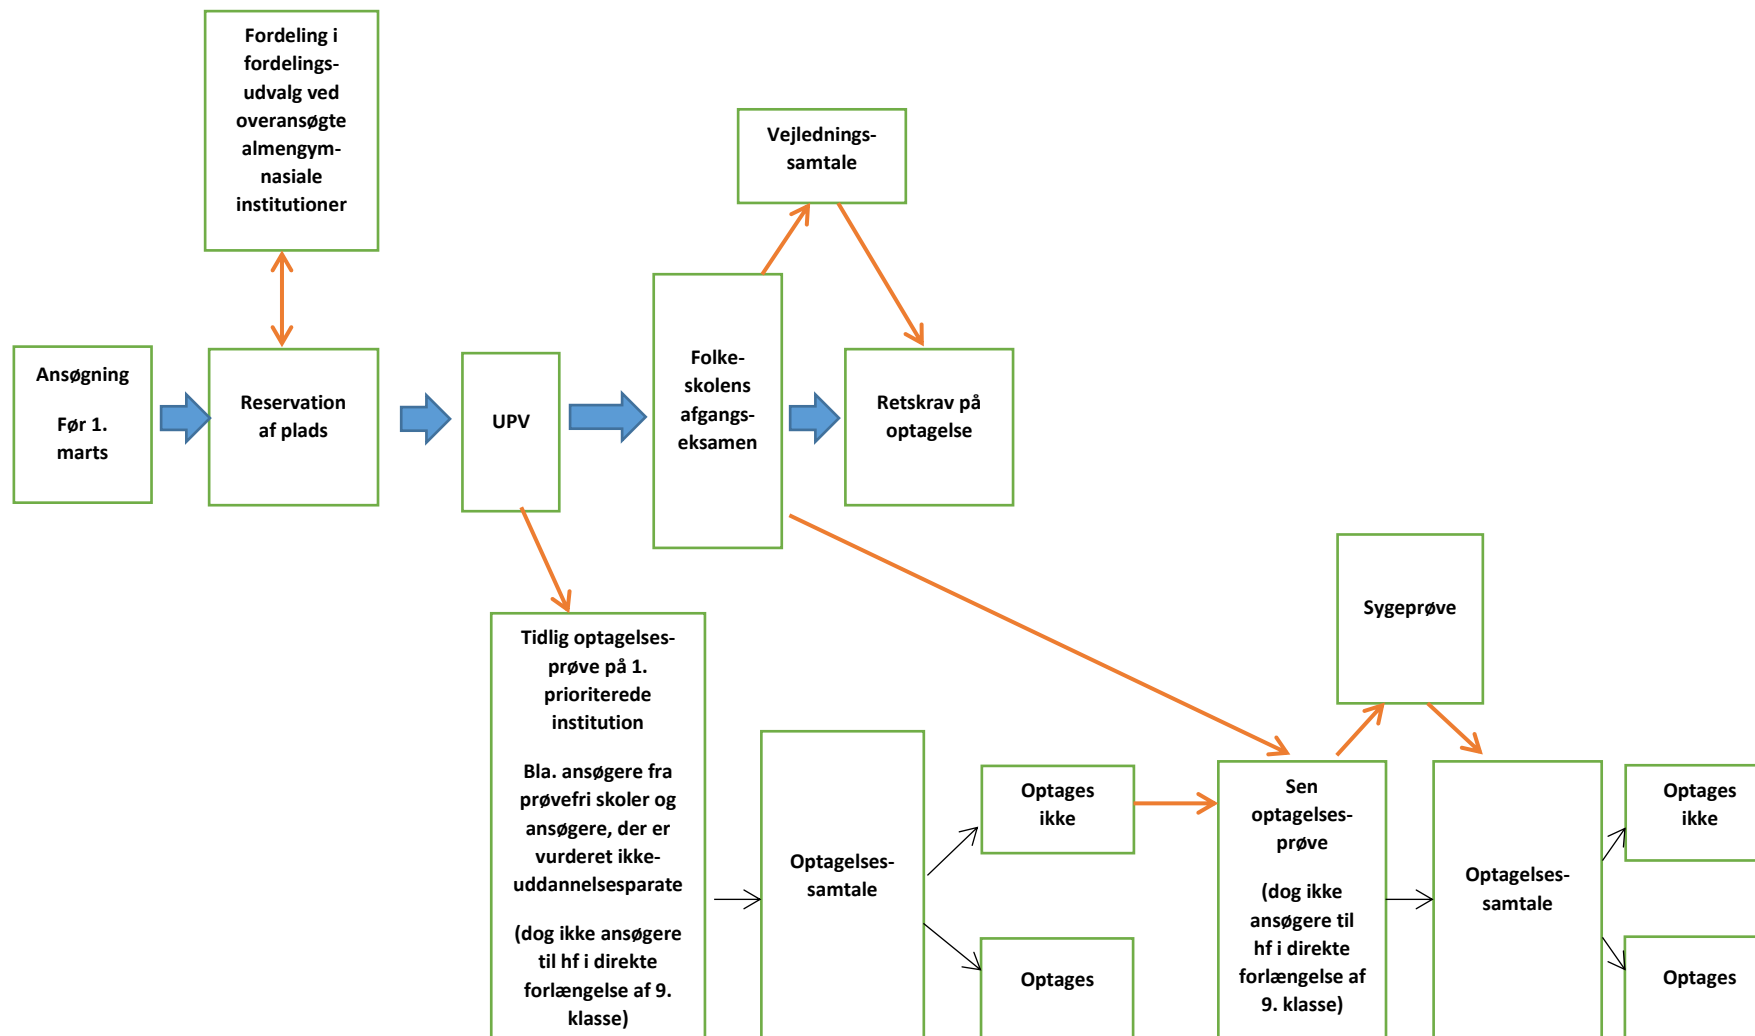 Fordeling i
fordelings-
udvalg ved
overansøgte
almengym-
nasiale
institutioner
Vejlednings-
samtale
Ansøgning
Før 1.
marts
Reservation
af plads
UPV
Folke-
skolens
afgangs-
eksamen
Retskrav på
optagelse
Sygeprøve
Tidlig optagelses-
prøve på 1.
prioriterede
institution
Bla. ansøgere fra
prøvefri skoler og
ansøgere, der er
vurderet ikke-
uddannelsesparate
(dog ikke ansøgere
til hf i direkte
forlængelse af 9.
klasse)
Optagelses-
samtale
Optages
ikke
Optages
Sen
optagelses-
prøve
(dog ikke
ansøgere til
hf i direkte
forlængelse af
9. klasse)
Optagelses-
samtale
Optages
ikke
Optages